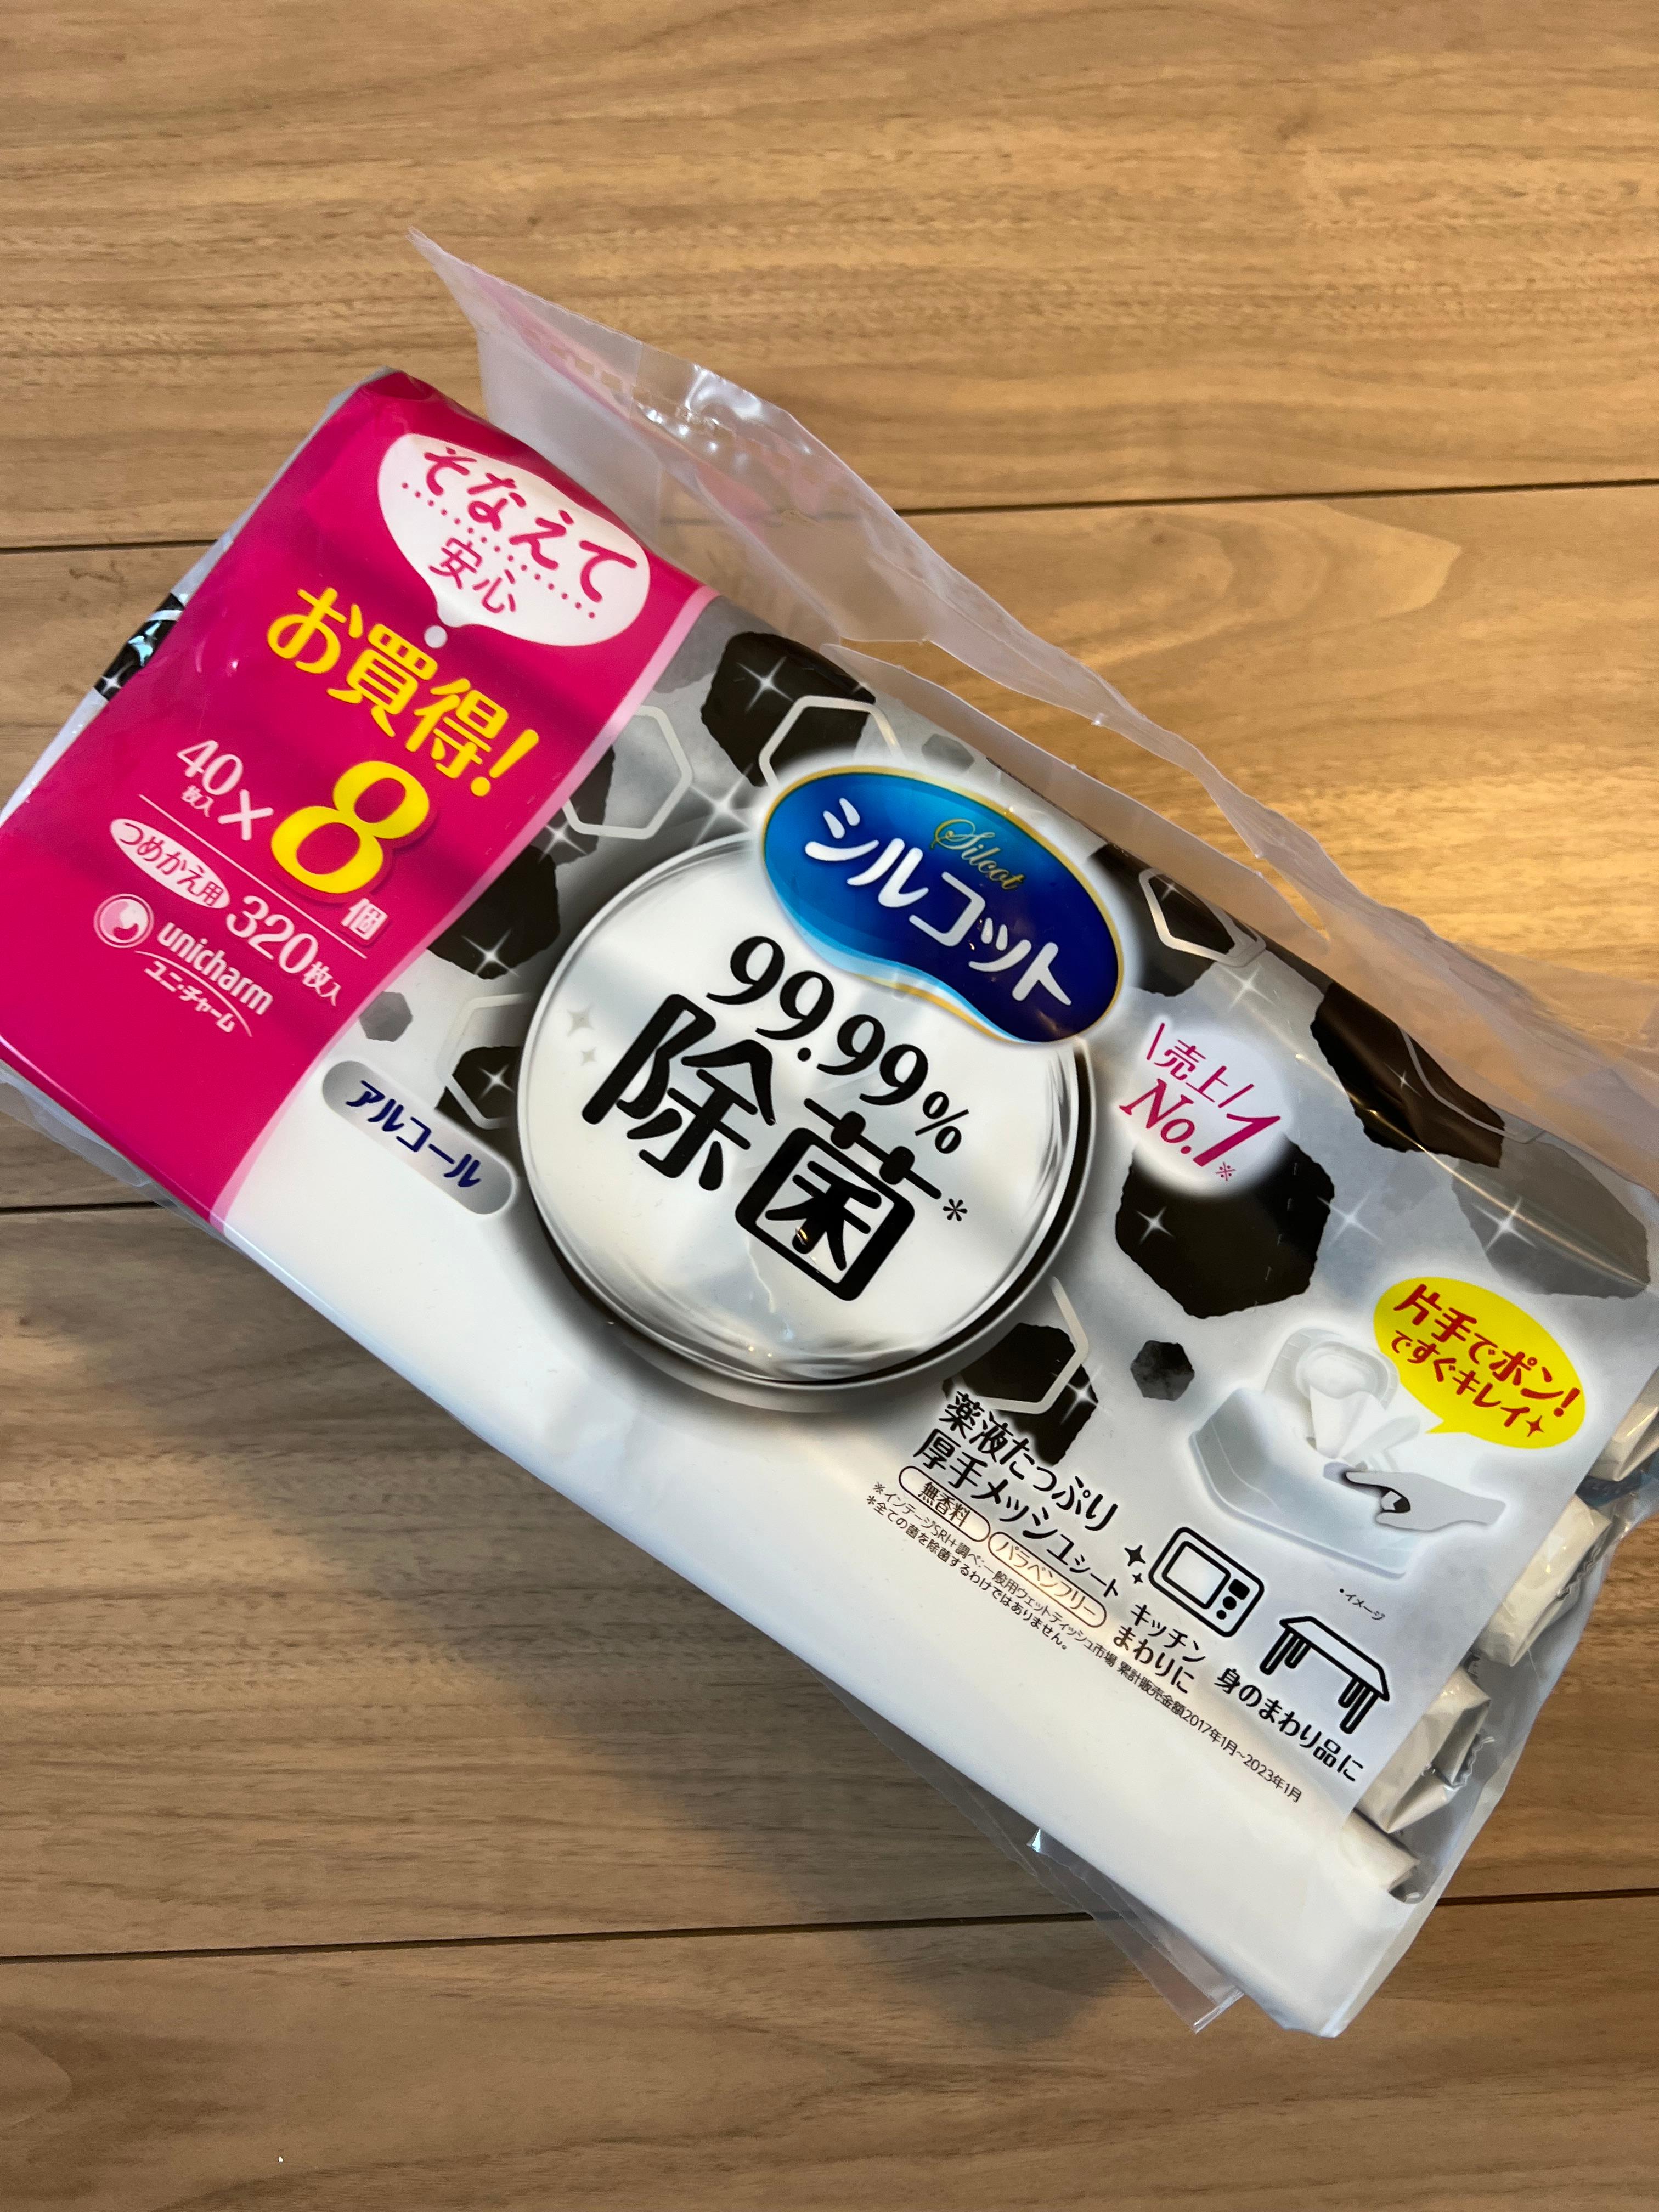 そなえて
安心
お買得!
40枚入×8個
つめかえ用 320枚入
unicharm
ユニ・チャーム
アルコール
Silcot
シルコット
99.99%
除菌*
\売上/
No.1※
片手でポン!
ですぐキレイ
・イメージ
薬液たっぷり
厚手メッシュシート
無香料 パラベンフリー
キッチン
まわりに
身のまわり品に
※インテージSRI+調べ:一般用ウェットティッシュ市場 累計販売金額2017年1月~2023年1月
*全ての菌を除菌するわけではありません。